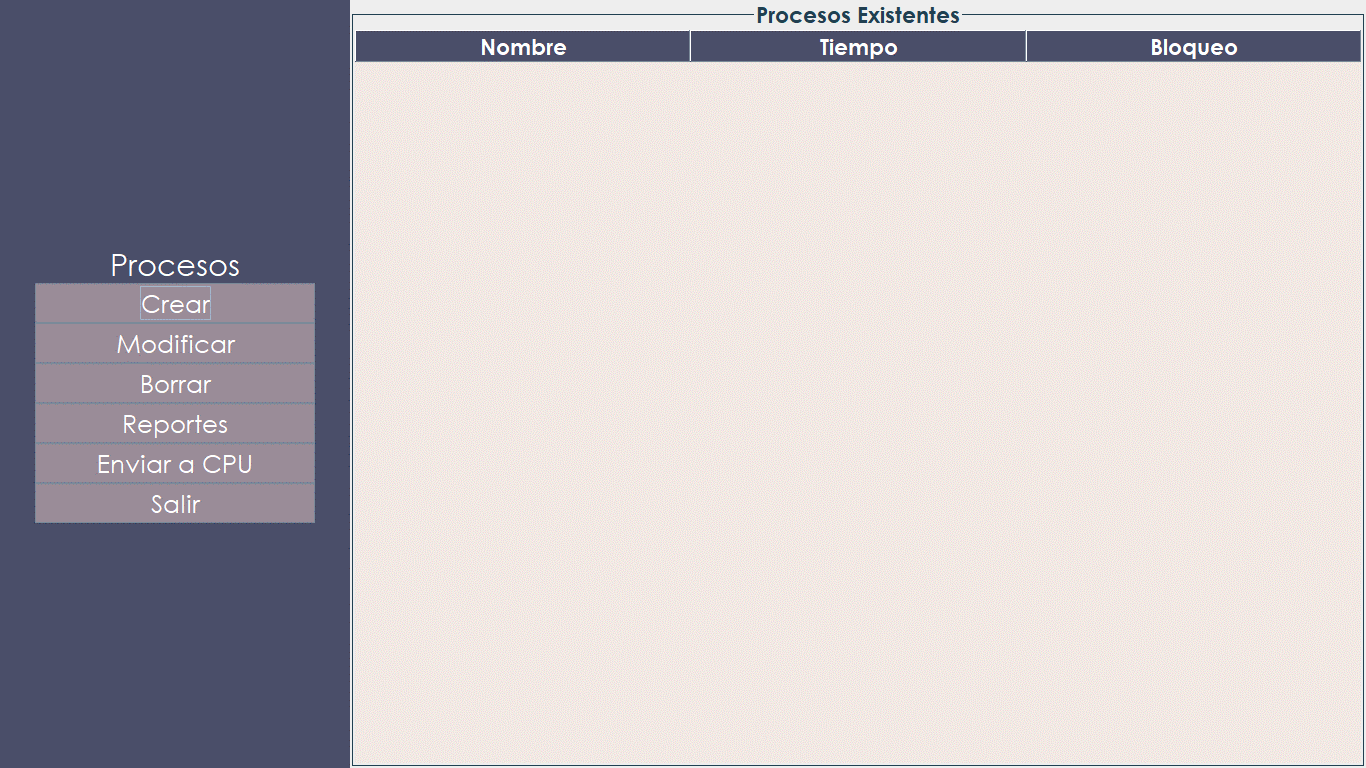 Procesos
Crear
Modificar
Borrar
Reportes
Enviar a CPU
Salir
Procesos Existentes
Nombre Tiempo Bloqueo